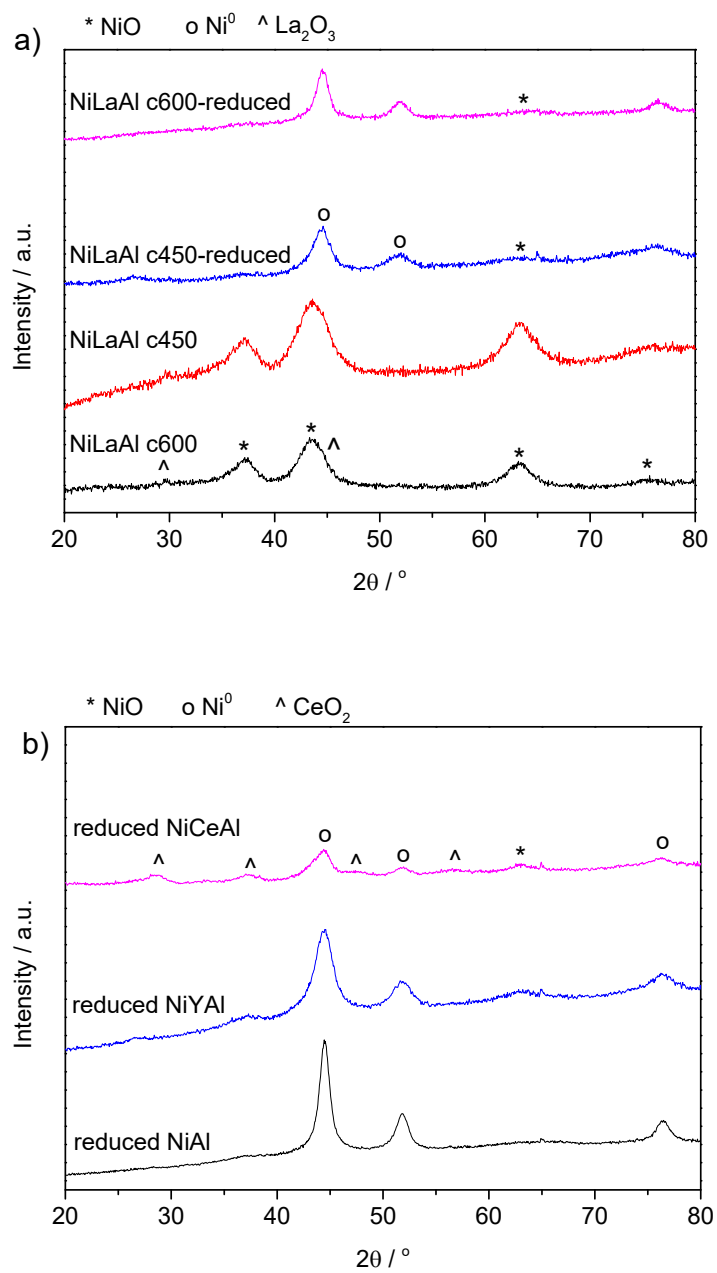 a)
* NiO o Ni⁰ ^ La₂O₃
NiLaAl c600-reduced
*
NiLaAl c450-reduced
o o *
NiLaAl c450
NiLaAl c600
^ * * ^ * *
Intensity / a.u.
20 30 40 50 60 70 80
2θ / °
* NiO o Ni⁰ ^ CeO₂
b)
reduced NiCeAl
^ ^ o ^ o ^ * o
reduced NiYAl
reduced NiAl
Intensity / a.u.
20 30 40 50 60 70 80
2θ / °